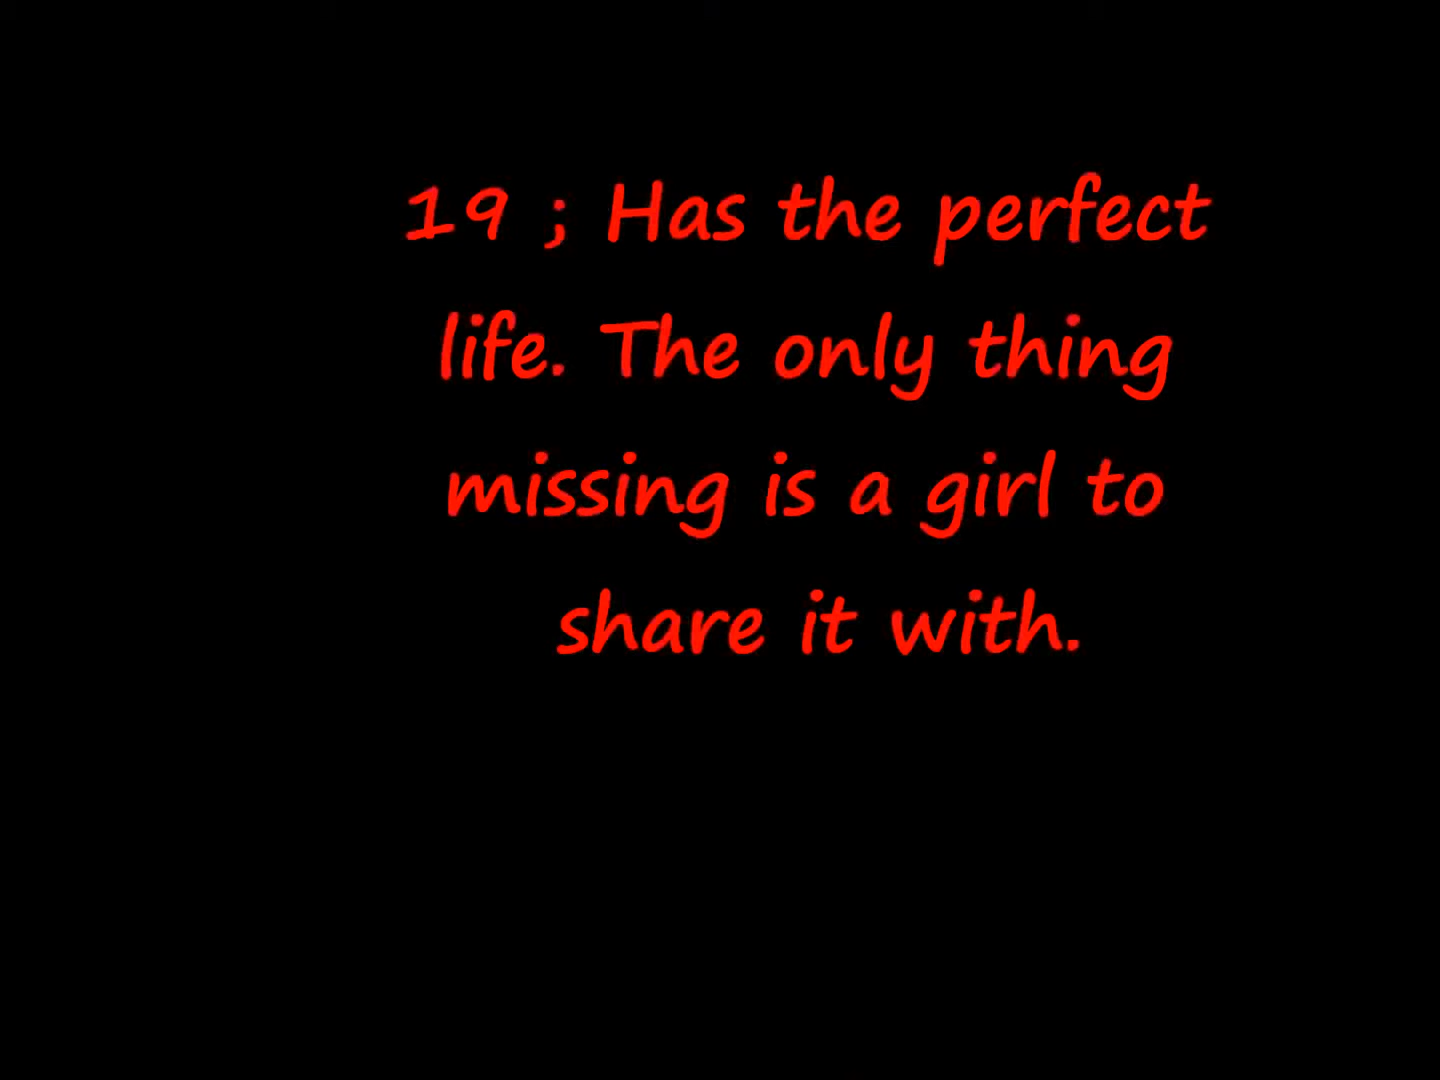 19 ; Has the perfect
life. The only thing
missing is a girl to
share it with.